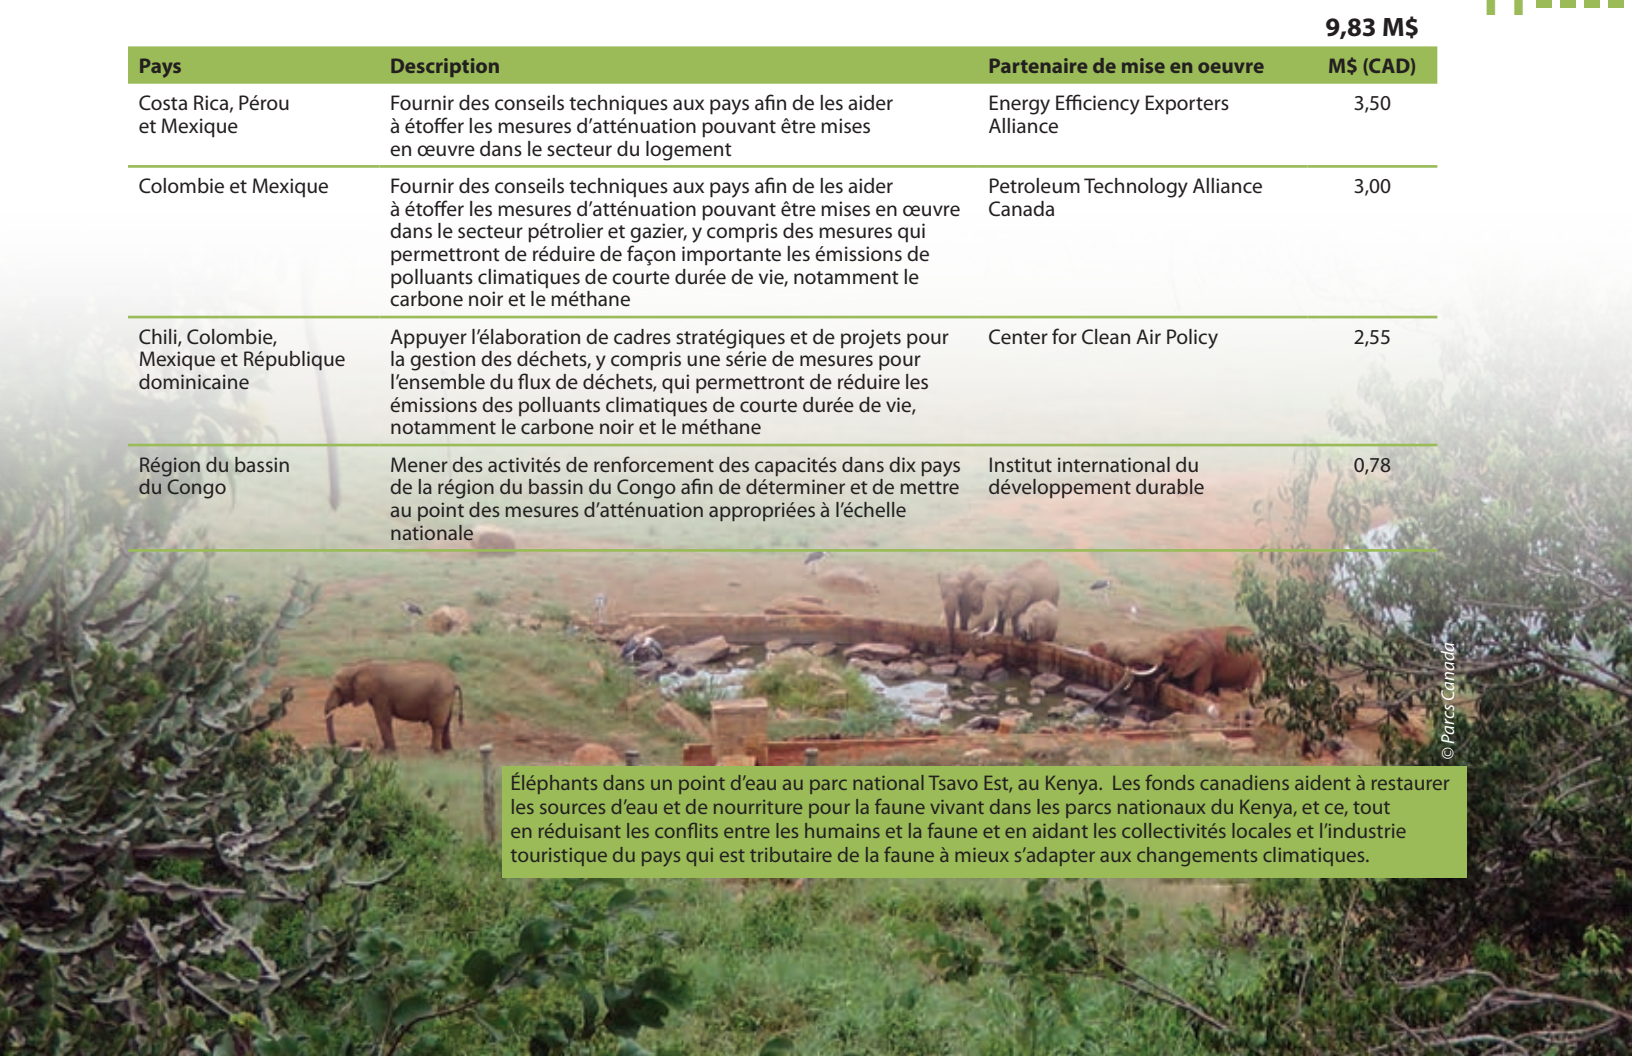 9,83 M$
Pays Description Partenaire de mise en oeuvre M$ (CAD)
Costa Rica, Pérou
et Mexique
Fournir des conseils techniques aux pays afin de les aider
à étoffer les mesures d’atténuation pouvant être mises
en œuvre dans le secteur du logement
Energy Efficiency Exporters
Alliance
3,50
Colombie et Mexique
Fournir des conseils techniques aux pays afin de les aider
à étoffer les mesures d’atténuation pouvant être mises en œuvre
dans le secteur pétrolier et gazier, y compris des mesures qui
permettront de réduire de façon importante les émissions de
polluants climatiques de courte durée de vie, notamment le
carbone noir et le méthane
Petroleum Technology Alliance
Canada
3,00
Chili, Colombie,
Mexique et République
dominicaine
Appuyer l’élaboration de cadres stratégiques et de projets pour
la gestion des déchets, y compris une série de mesures pour
l’ensemble du flux de déchets, qui permettront de réduire les
émissions des polluants climatiques de courte durée de vie,
notamment le carbone noir et le méthane
Center for Clean Air Policy
2,55
Région du bassin
du Congo
Mener des activités de renforcement des capacités dans dix pays
de la région du bassin du Congo afin de déterminer et de mettre
au point des mesures d’atténuation appropriées à l’échelle
nationale
Institut international du
développement durable
0,78
© Parcs Canada
Éléphants dans un point d’eau au parc national Tsavo Est, au Kenya. Les fonds canadiens aident à restaurer
les sources d’eau et de nourriture pour la faune vivant dans les parcs nationaux du Kenya, et ce, tout
en réduisant les conflits entre les humains et la faune et en aidant les collectivités locales et l’industrie
touristique du pays qui est tributaire de la faune à mieux s’adapter aux changements climatiques.